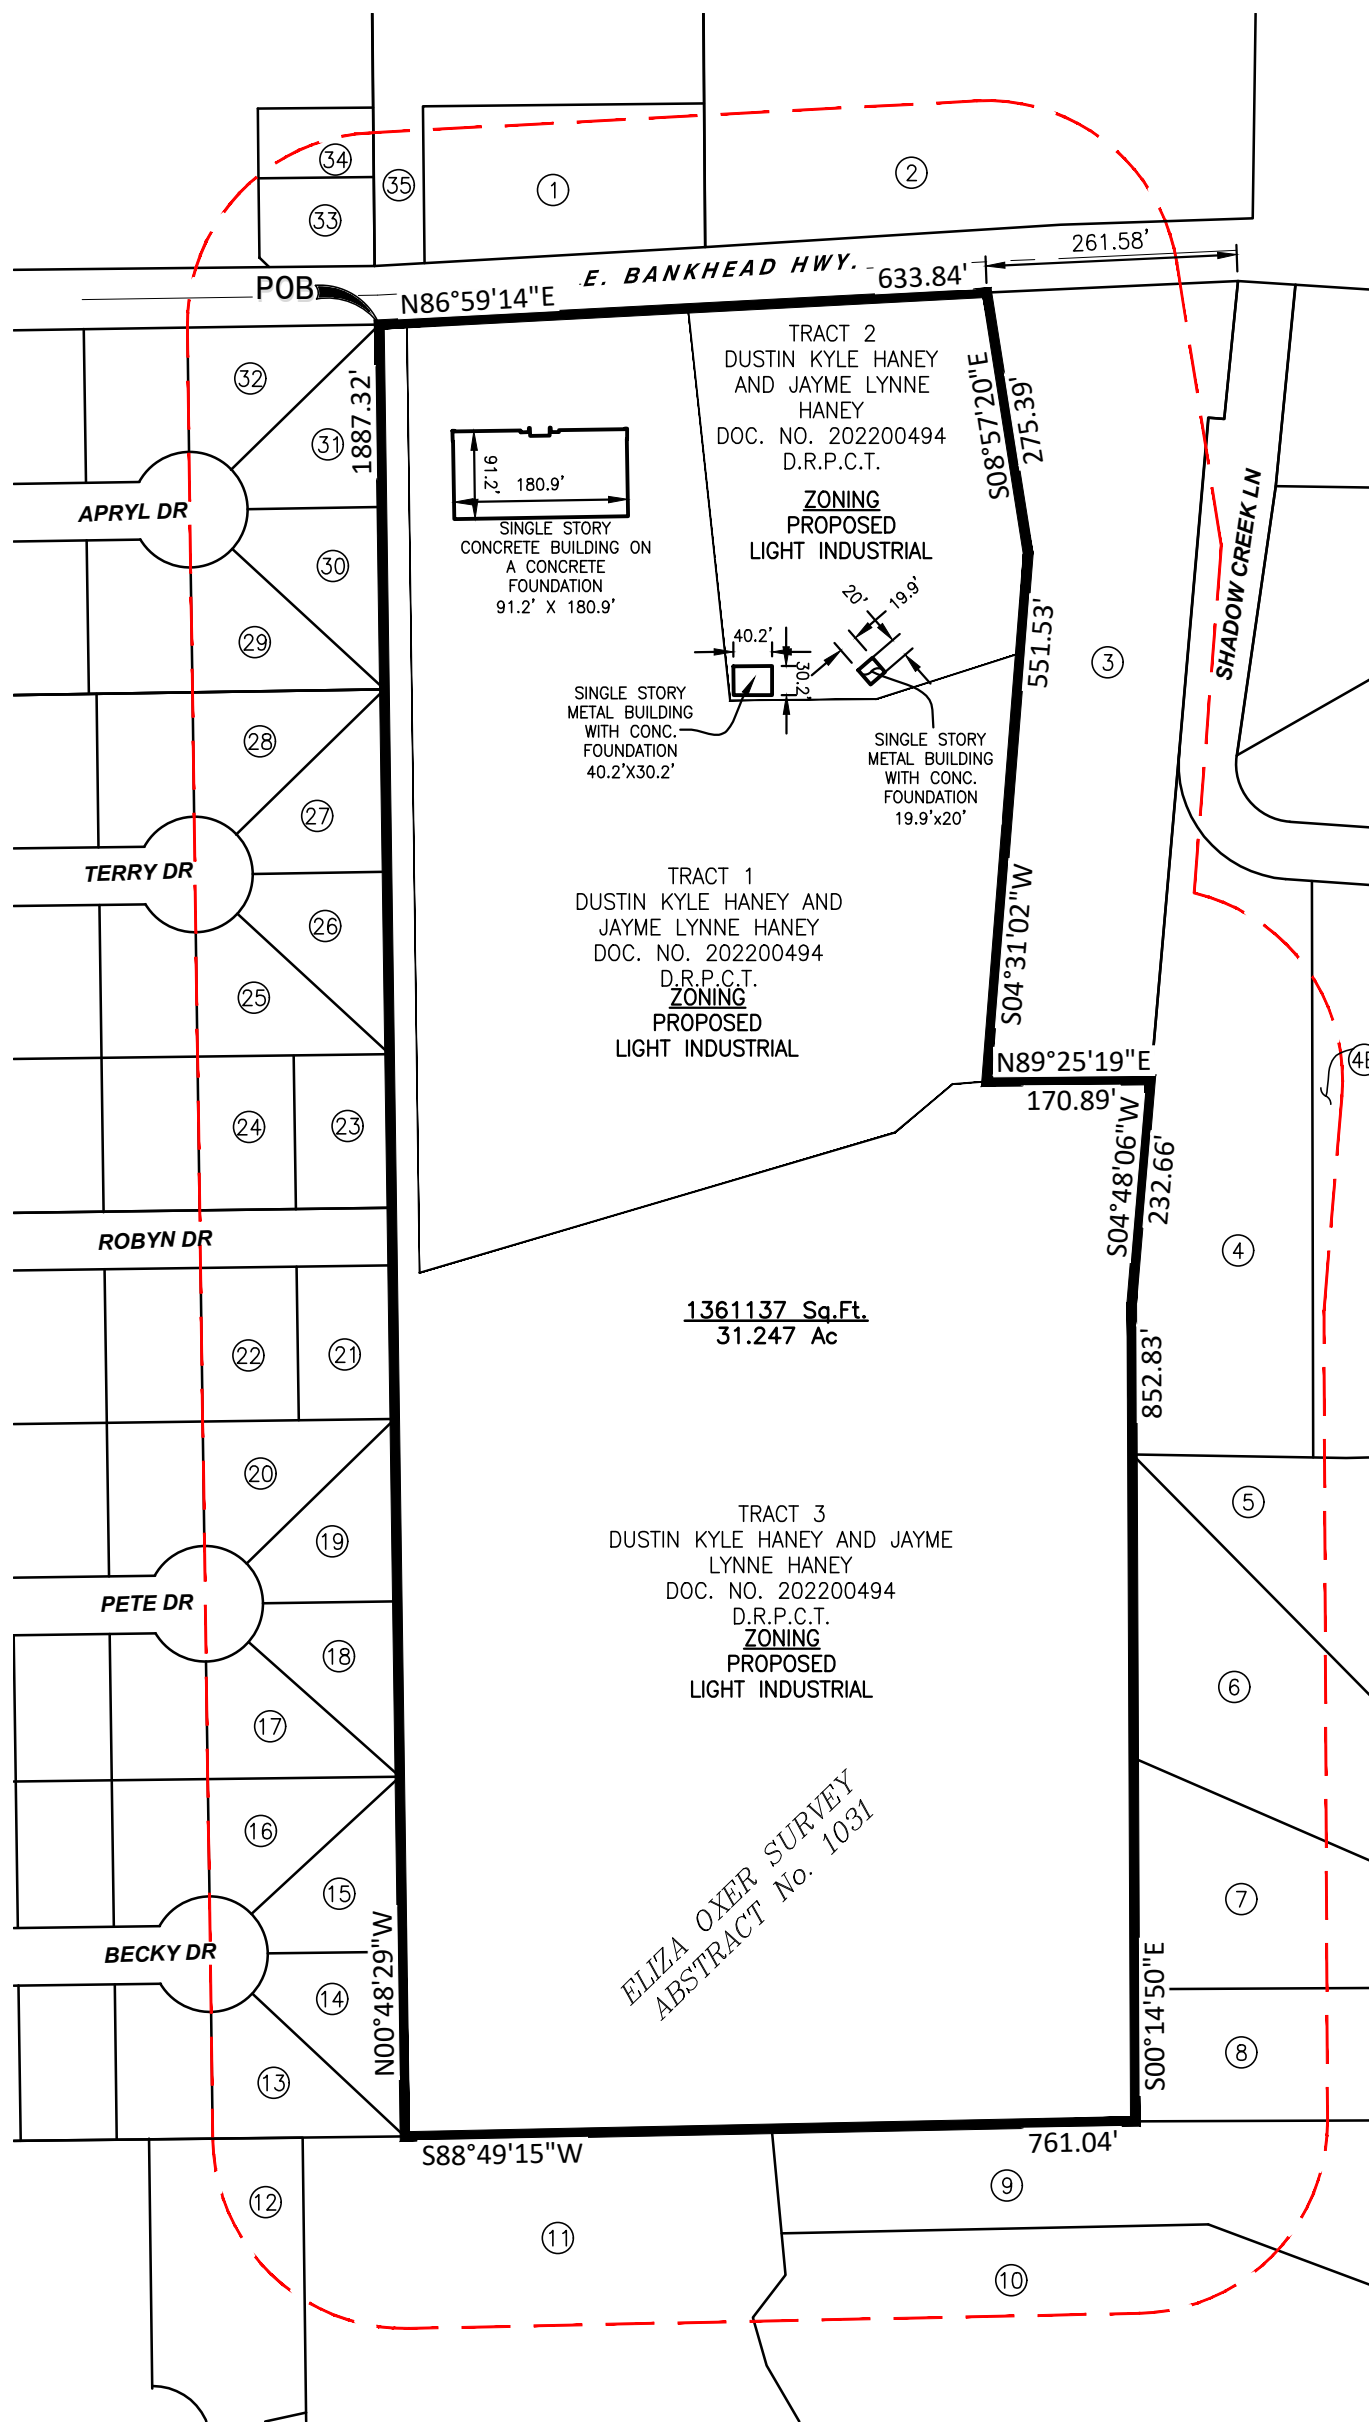 34
33
35
1
2
261.58'
E. BANKHEAD HWY.
POB
N86°59'14"E
633.84'
TRACT 2
DUSTIN KYLE HANEY
AND JAYME LYNNE
HANEY
DOC. NO. 202200494
D.R.P.C.T.
ZONING
PROPOSED
LIGHT INDUSTRIAL
S08°57'20"E
275.39'
32
31
1887.32'
APRYL DR
30
29
91.2'
180.9'
SINGLE STORY
CONCRETE BUILDING ON
A CONCRETE
FOUNDATION
91.2' X 180.9'
20'
19.9'
40.2'
30.2'
SINGLE STORY
METAL BUILDING
WITH CONC.
FOUNDATION
40.2'X30.2'
SINGLE STORY
METAL BUILDING
WITH CONC.
FOUNDATION
19.9'x20'
551.53'
3
SHADOW CREEK LN
28
27
TERRY DR
26
25
TRACT 1
DUSTIN KYLE HANEY AND
JAYME LYNNE HANEY
DOC. NO. 202200494
D.R.P.C.T.
ZONING
PROPOSED
LIGHT INDUSTRIAL
S04°31'02"W
N89°25'19"E
170.89'
S04°48'06"W
232.66'
24
23
ROBYN DR
4
1361137 Sq.Ft.
31.247 Ac
22
21
852.83'
20
19
PETE DR
18
17
5
6
TRACT 3
DUSTIN KYLE HANEY AND JAYME
LYNNE HANEY
DOC. NO. 202200494
D.R.P.C.T.
ZONING
PROPOSED
LIGHT INDUSTRIAL
ELIZA OXER SURVEY
ABSTRACT No. 1031
16
15
BECKY DR
14
13
N00°48'29"W
7
8
S00°14'50"E
S88°49'15"W
761.04'
12
11
9
10